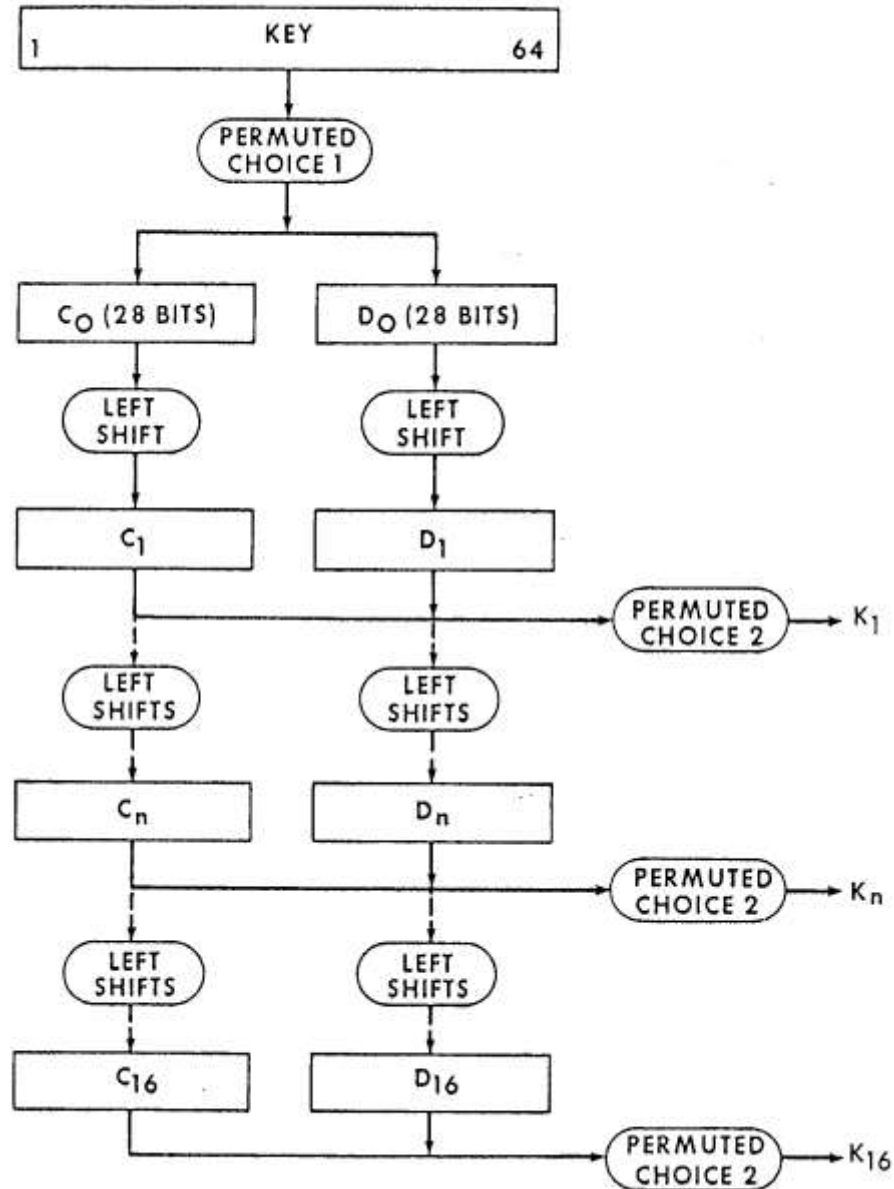 KEY
1 64
PERMUTED
CHOICE 1
C₀ (28 BITS) D₀ (28 BITS)
LEFT
SHIFT
LEFT
SHIFT
C₁ D₁
PERMUTED
CHOICE 2
K₁
LEFT
SHIFTS
LEFT
SHIFTS
Cₙ Dₙ
PERMUTED
CHOICE 2
Kₙ
LEFT
SHIFTS
LEFT
SHIFTS
C₁₆ D₁₆
PERMUTED
CHOICE 2
K₁₆